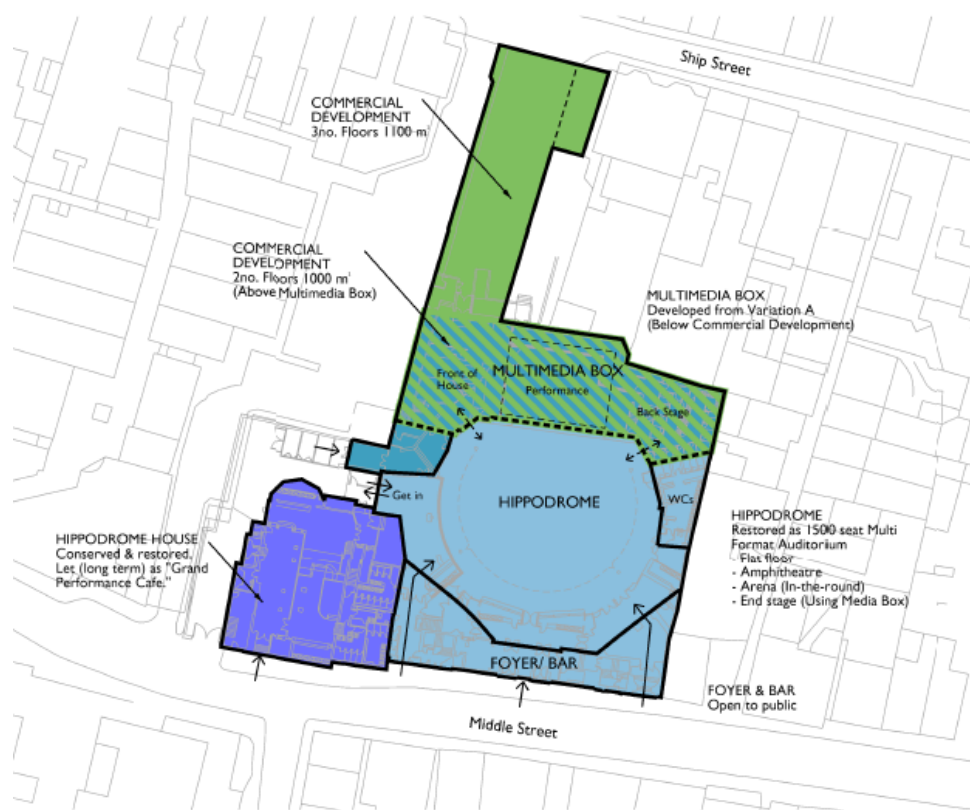 Ship Street
COMMERCIAL
DEVELOPMENT
3no. Floors 1100 m²
COMMERCIAL
DEVELOPMENT
2no. Floors 1000 m²
(Above Multimedia Box)
MULTIMEDIA BOX
Developed from Variation A
(Below Commercial Development)
Front of
House
MULTIMEDIA BOX
Performance
Back Stage
Get in
HIPPODROME
WCs
HIPPODROME HOUSE
Conserved & restored.
Let (long term) as "Grand
Performance Cafe."
HIPPODROME
Restored as 1500 seat Multi
Format Auditorium
- Flat floor
- Amphitheatre
- Arena (In-the-round)
- End stage (Using Media Box)
FOYER/ BAR
FOYER & BAR
Open to public
Middle Street